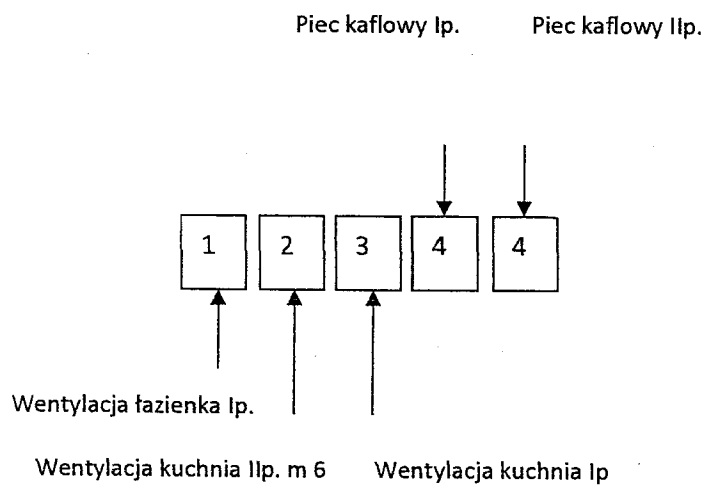 Piec kaflowy Ip. Piec kaflowy IIp.
1 2 3 4 4
Wentylacja łazienka Ip.
Wentylacja kuchnia IIp. m 6 Wentylacja kuchnia Ip